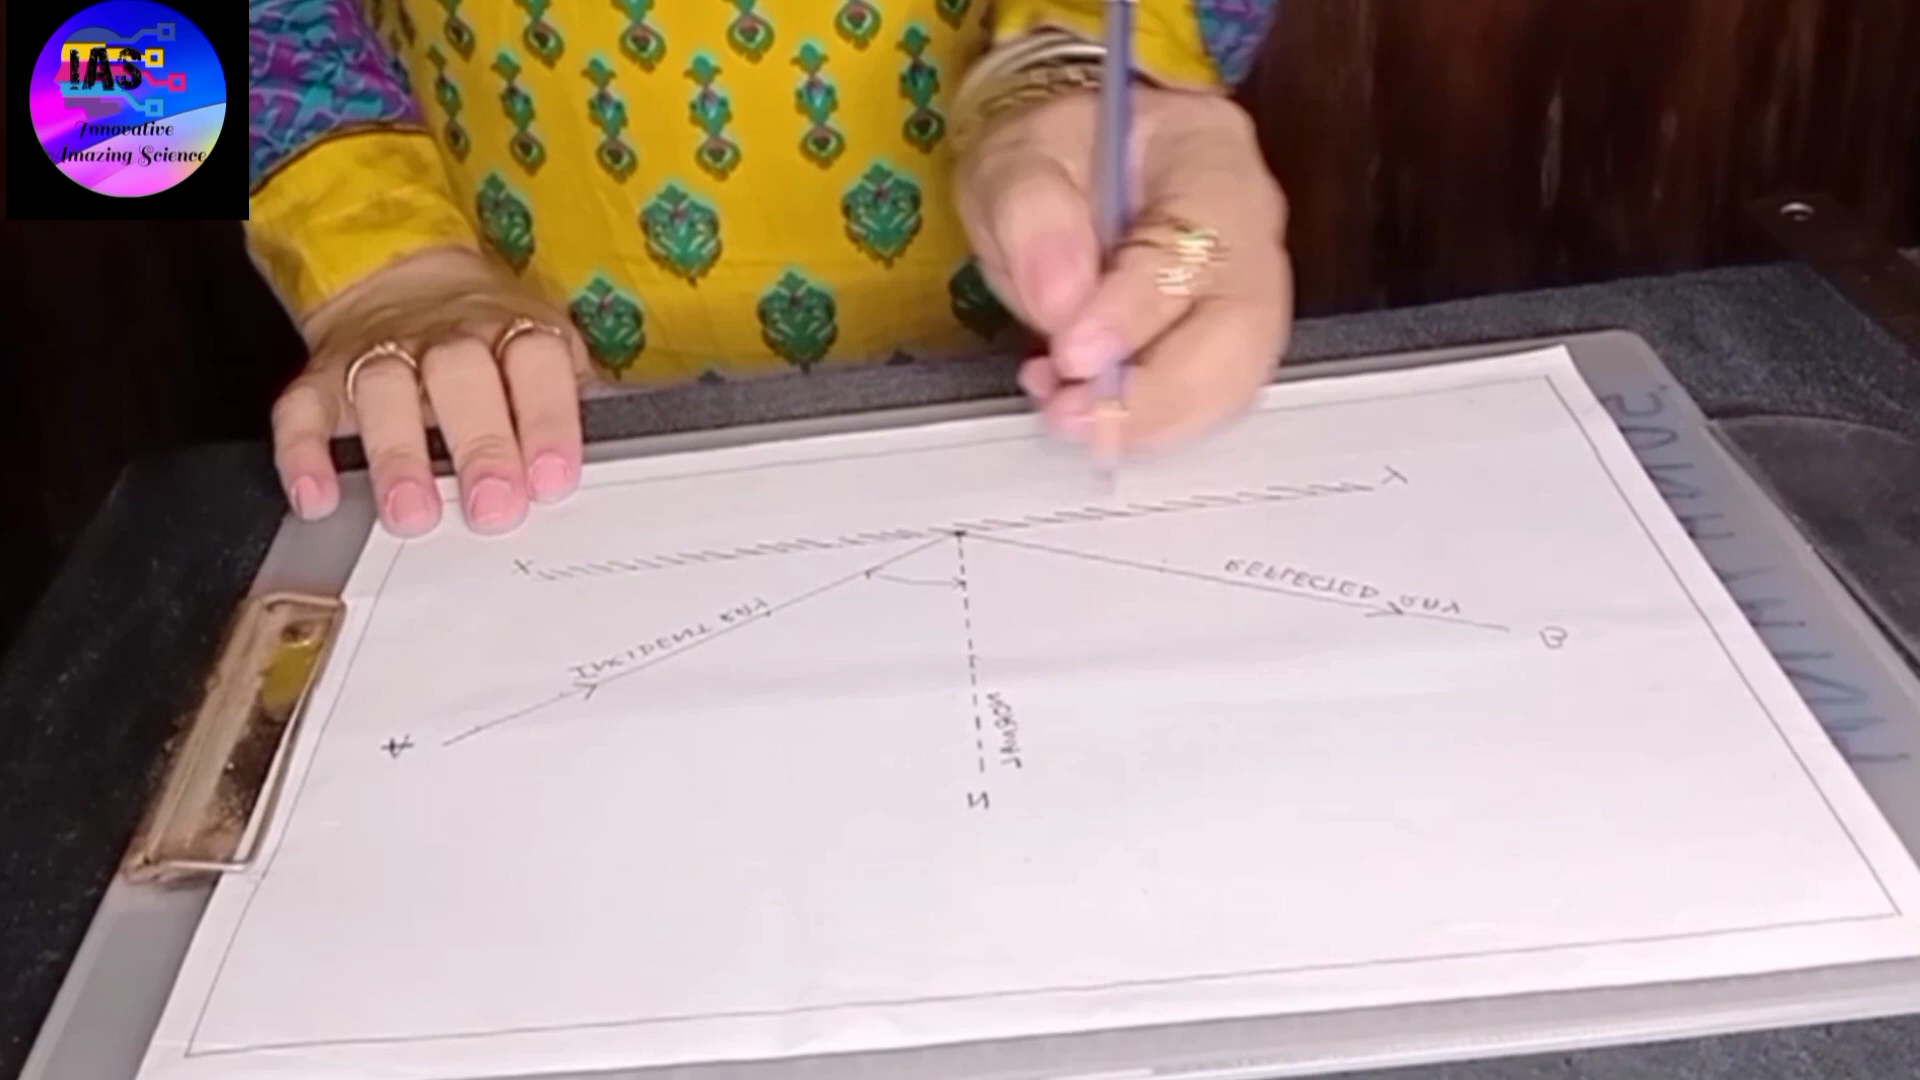 IAS
Innovative
Amazing Science
X
Y
INCIDENT RAY
REFLECTED RAY
A
B
NORMAL
N